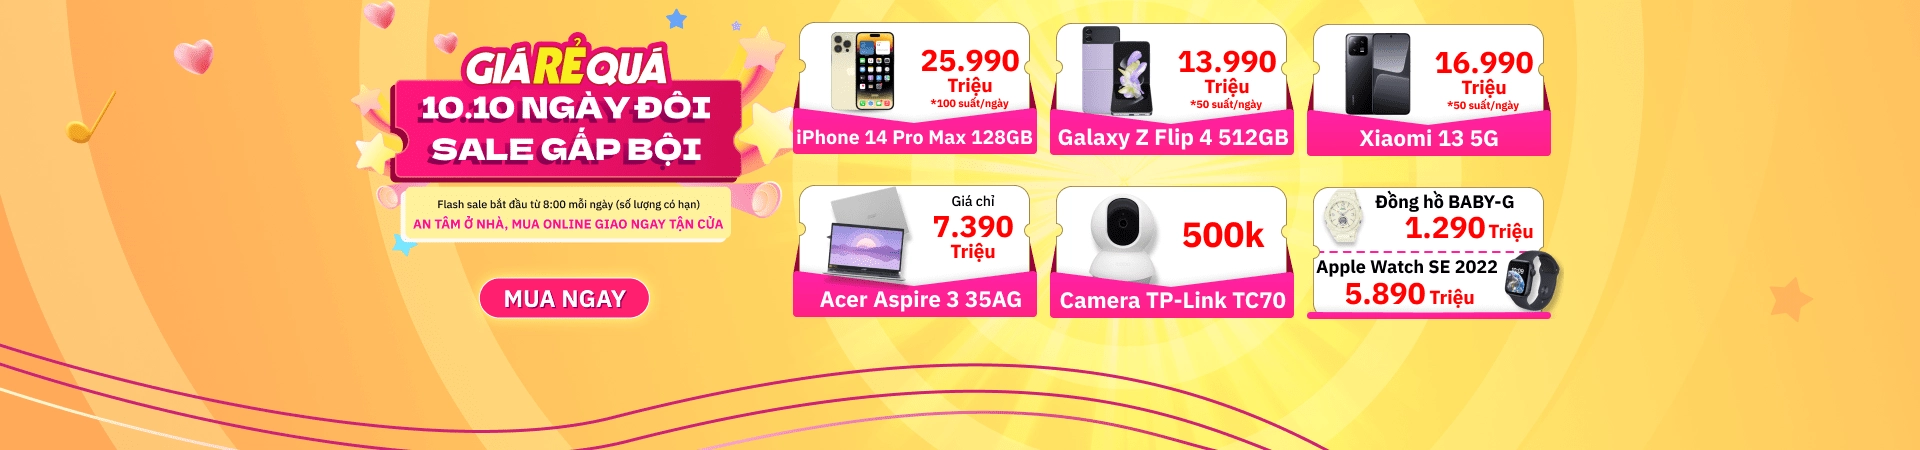 GIÁ RẺ QUÁ
10.10 NGÀY ĐÔI
SALE GẤP BỘI
Flash sale bắt đầu từ 8:00 mỗi ngày (số lượng có hạn)
AN TÂM Ở NHÀ, MUA ONLINE GIAO NGAY TẬN CỬA
MUA NGAY
25.990
Triệu
*100 suất/ngày
iPhone 14 Pro Max 128GB
13.990
Triệu
*50 suất/ngày
Galaxy Z Flip 4 512GB
16.990
Triệu
*50 suất/ngày
Xiaomi 13 5G
Giá chỉ
7.390
Triệu
Acer Aspire 3 35AG
500k
Camera TP-Link TC70
Đồng hồ BABY-G
1.290 Triệu
Apple Watch SE 2022
5.890 Triệu